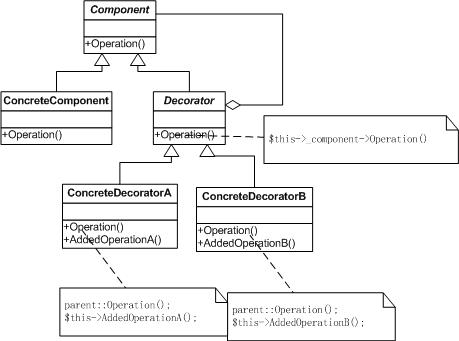 Component
+Operation()
ConcreteComponent
+Operation()
Decorator
+Operation()
$this->_component->Operation()
ConcreteDecoratorA
+Operation()
+AddedOperationA()
ConcreteDecoratorB
+Operation()
+AddedOperationB()
parent::Operation();
$this->AddedOperationA();
parent::Operation();
$this->AddedOperationB();